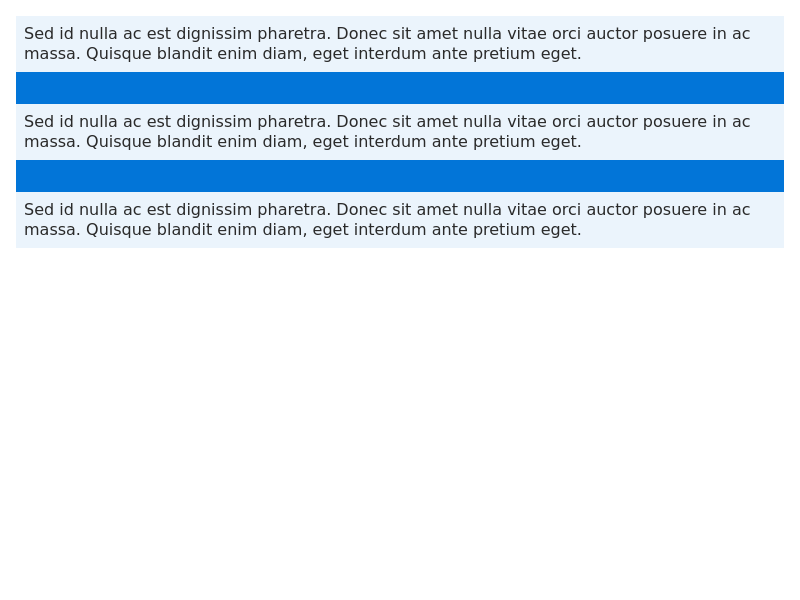 Sed id nulla ac est dignissim pharetra. Donec sit amet nulla vitae orci auctor posuere in ac
massa. Quisque blandit enim diam, eget interdum ante pretium eget.
Sed id nulla ac est dignissim pharetra. Donec sit amet nulla vitae orci auctor posuere in ac
massa. Quisque blandit enim diam, eget interdum ante pretium eget.
Sed id nulla ac est dignissim pharetra. Donec sit amet nulla vitae orci auctor posuere in ac
massa. Quisque blandit enim diam, eget interdum ante pretium eget.